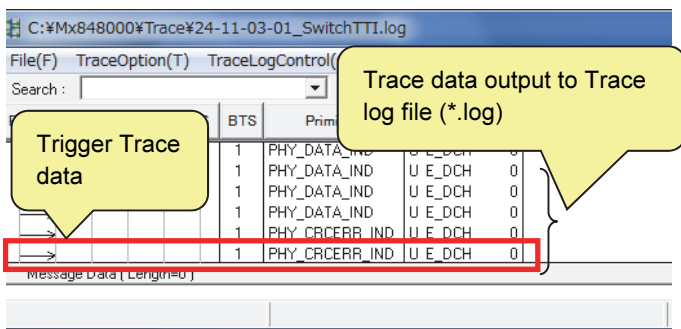 C:¥Mx848000¥Trace¥24-11-03-01_SwitchTTI.log
File(F) TraceOption(T) TraceLogControl(
Search :
BTS
Trace data output to Trace
log file (*.log)
Trigger Trace
data
1 PHY_DATA_IND U E_DCH 0
1 PHY_DATA_IND U E_DCH 0
1 PHY_DATA_IND U E_DCH 0
1 PHY_DATA_IND U E_DCH 0
1 PHY_CRCERR_IND U E_DCH 0
1 PHY_CRCERR_IND U E_DCH 0
Message Data ( Length=0 )